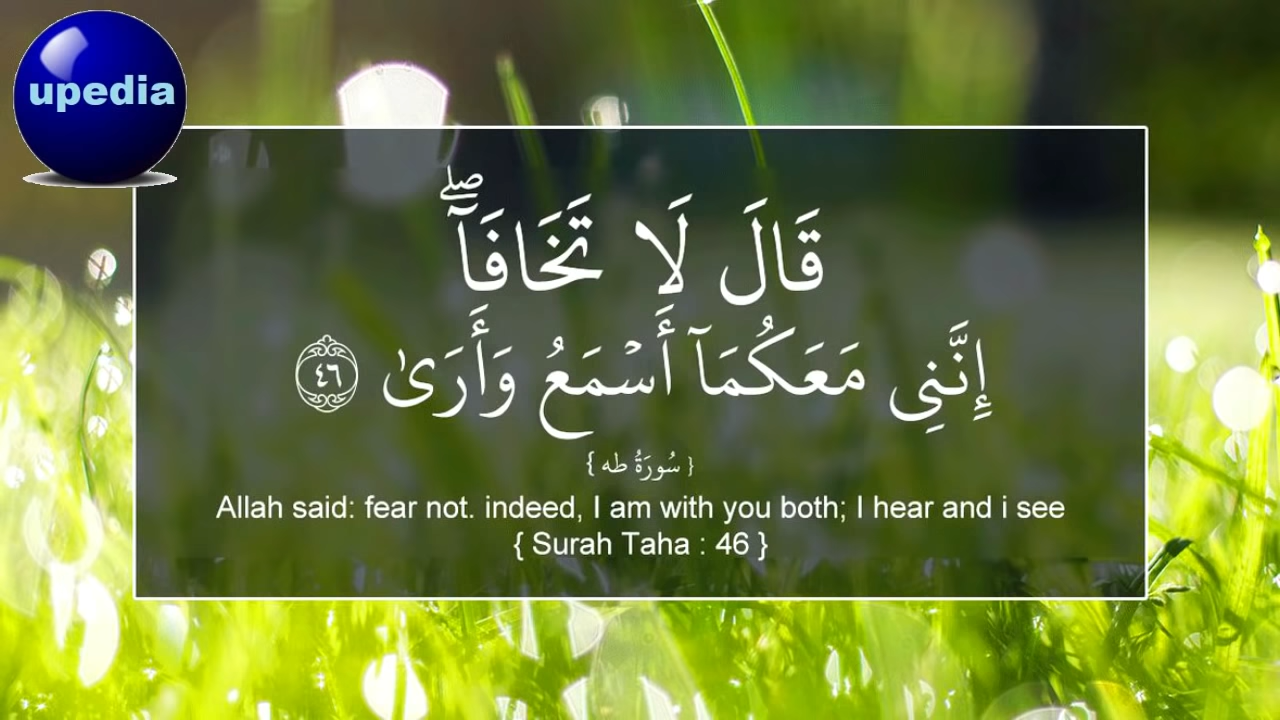 upedia
قَالَ لَا تَخَافَآ ۖ
إِنَّنِى مَعَكُمَآ أَسْمَعُ وَأَرَىٰ ٤٦
{ سُورَةُ طه }
Allah said: fear not. indeed, I am with you both; I hear and i see
{ Surah Taha : 46 }